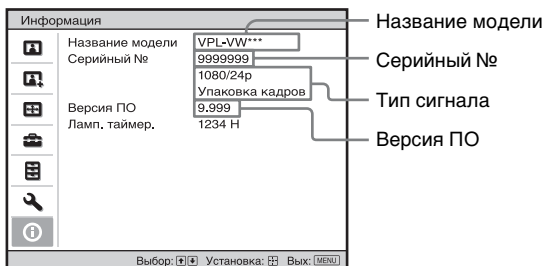 Информация
Название модели VPL-VW***
Серийный № 9999999
1080/24p
Упаковка кадров
Версия ПО 9.999
Ламп. таймер. 1234 H
Выбор: Установка: Вых: MENU
Название модели
Серийный №
Тип сигнала
Версия ПО